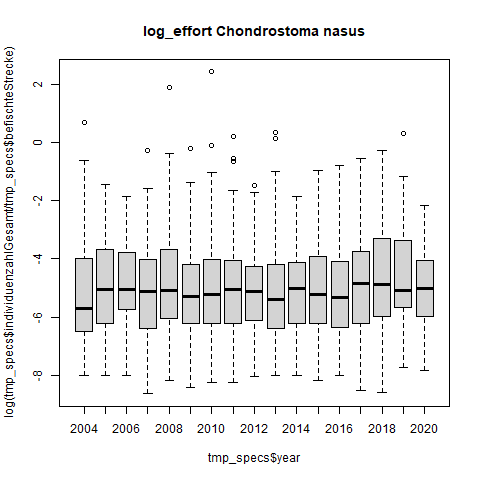 log_effort Chondrostoma nasus
log(tmp_specs$individuenzahlGesamt/tmp_specs$befischteStrecke)
2
0
-2
-4
-6
-8
2004 2006 2008 2010 2012 2014 2016 2018 2020
tmp_specs$year